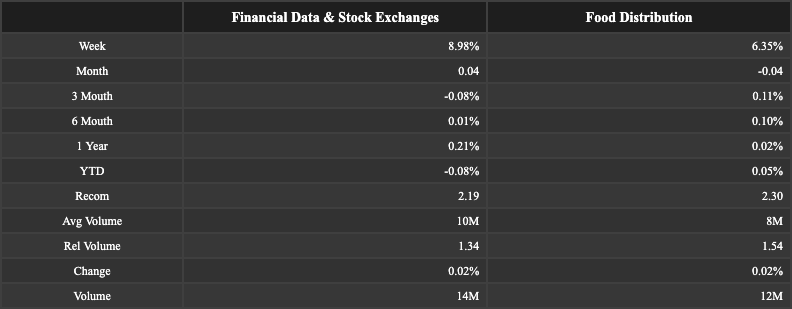 Financial Data & Stock Exchanges Food Distribution
Week 8.98% 6.35%
Month 0.04 -0.04
3 Mouth -0.08% 0.11%
6 Mouth 0.01% 0.10%
1 Year 0.21% 0.02%
YTD -0.08% 0.05%
Recom 2.19 2.30
Avg Volume 10M 8M
Rel Volume 1.34 1.54
Change 0.02% 0.02%
Volume 14M 12M